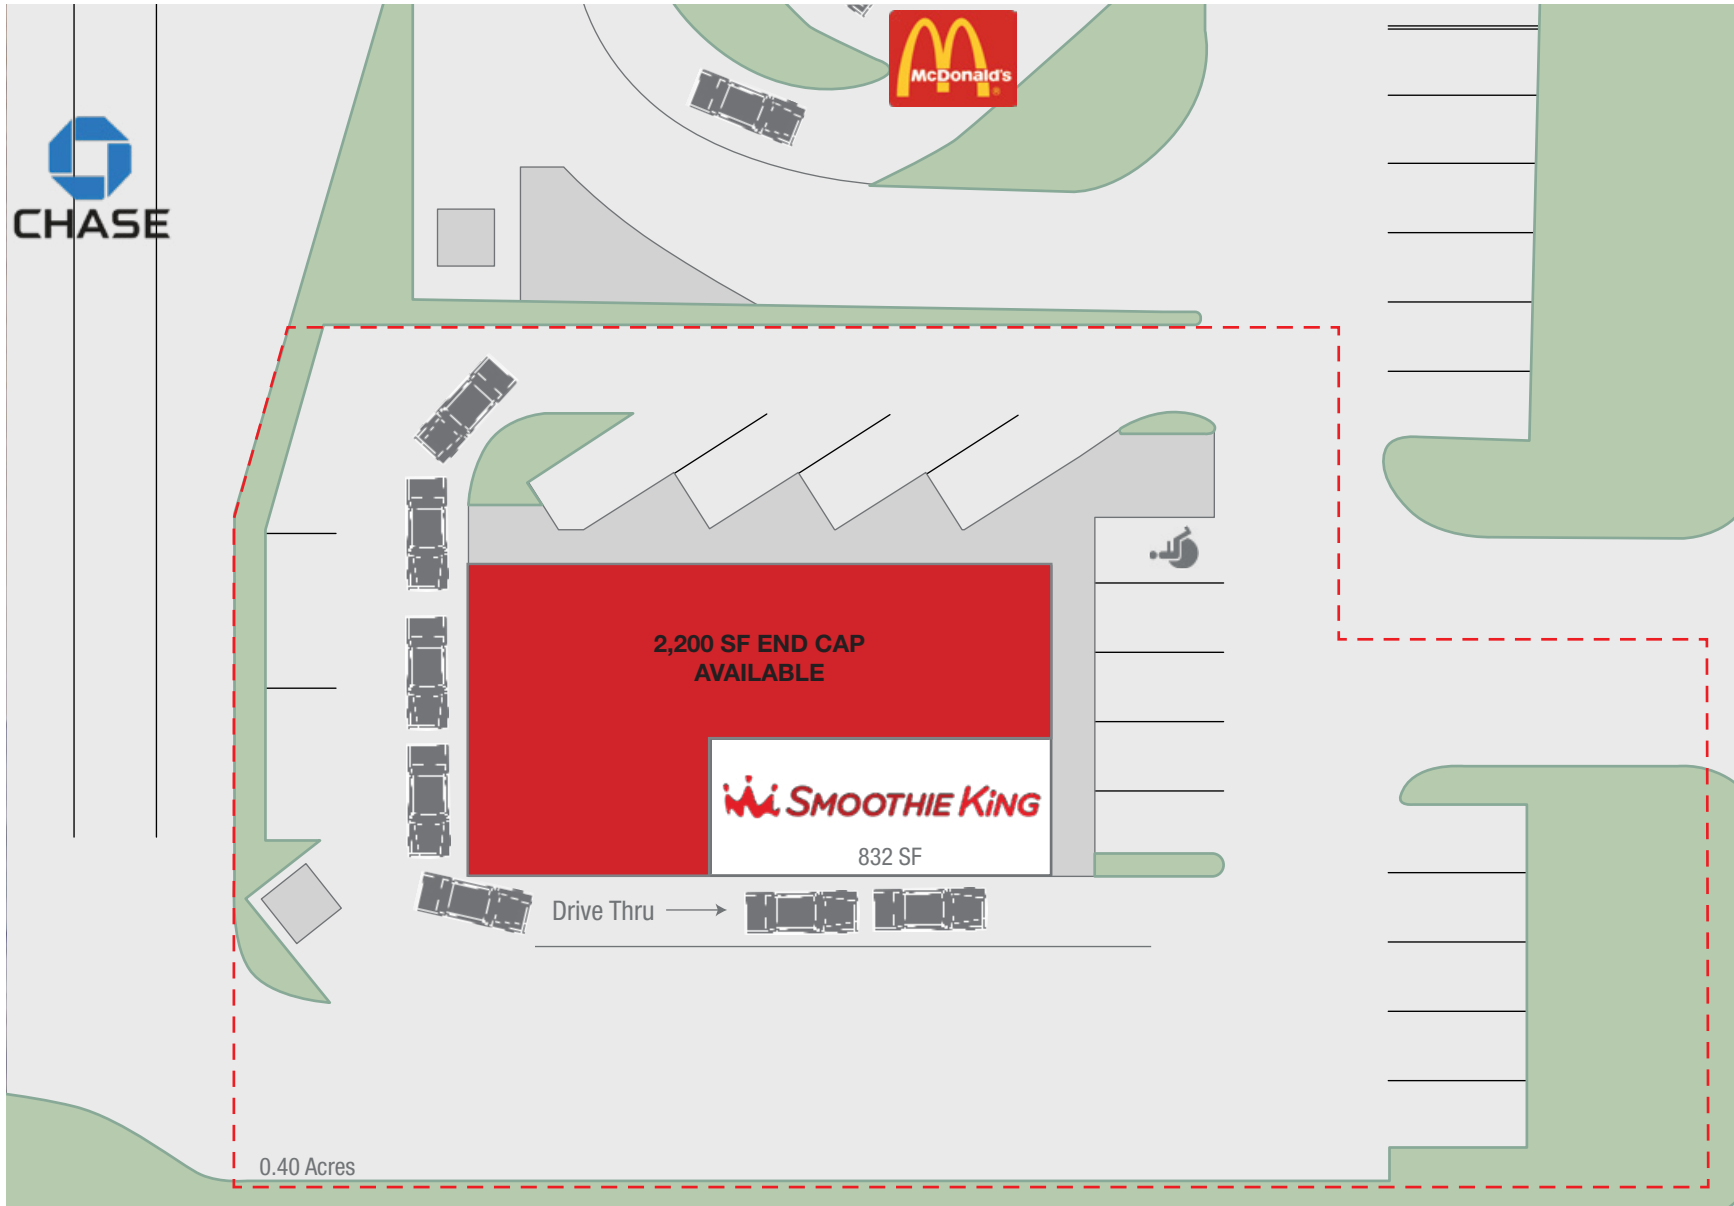 McDonald's
®
CHASE
2,200 SF END CAP
AVAILABLE
SMOOTHIE KING
832 SF
Drive Thru
0.40 Acres